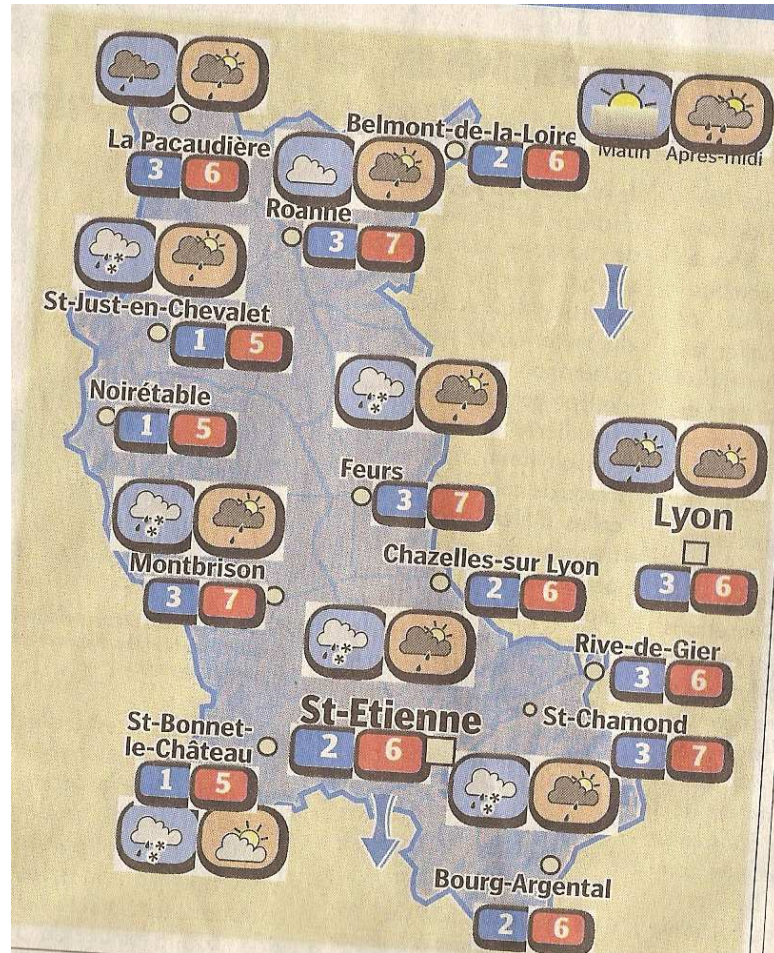 La Pacaudière
3 6
Belmont-de-la-Loire
2 6
Matin Après-midi
Roanne
3 7
St-Just-en-Chevalet
1 5
Noirétable
1 5
Feurs
3 7
Lyon
3 6
Montbrison
3 7
Chazelles-sur Lyon
2 6
Rive-de-Gier
3 6
St-Etienne
2 6
St-Chamond
3 7
St-Bonnet-
le-Château
1 5
Bourg-Argental
2 6